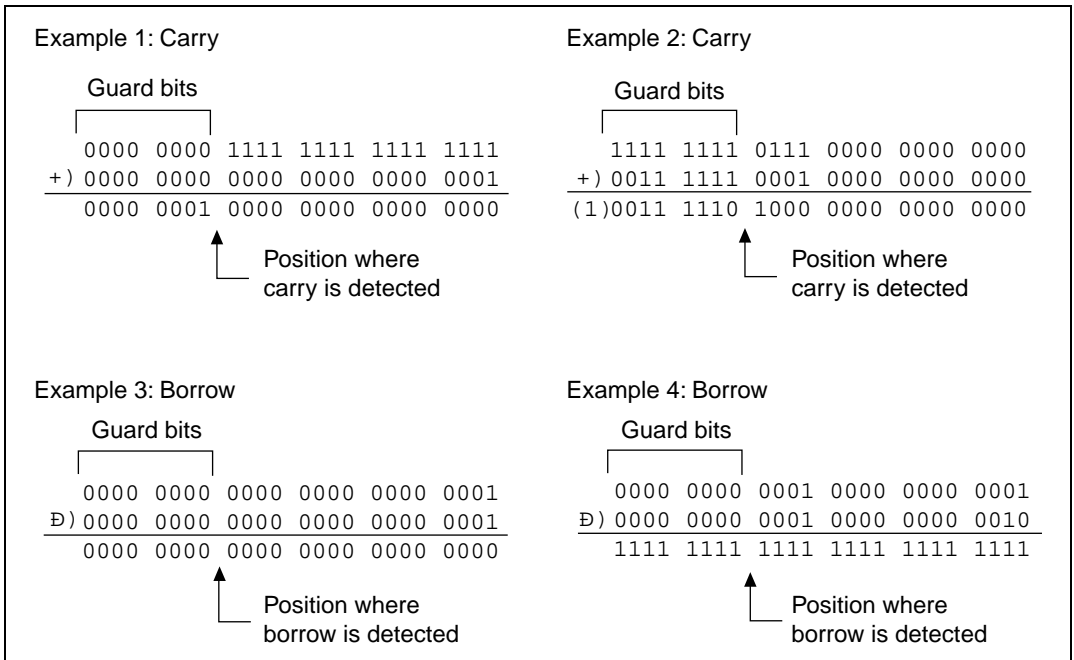 Example 1: Carry
Guard bits
0000 0000 1111 1111 1111 1111
+) 0000 0000 0000 0000 0000 0001
0000 0001 0000 0000 0000 0000
Position where
carry is detected
Example 2: Carry
Guard bits
1111 1111 0111 0000 0000 0000
+) 0011 1111 0001 0000 0000 0000
(1)0011 1110 1000 0000 0000 0000
Position where
carry is detected
Example 3: Borrow
Guard bits
0000 0000 0000 0000 0000 0001
Ð) 0000 0000 0000 0000 0000 0001
0000 0000 0000 0000 0000 0000
Position where
borrow is detected
Example 4: Borrow
Guard bits
0000 0000 0001 0000 0000 0001
Ð) 0000 0000 0001 0000 0000 0010
1111 1111 1111 1111 1111 1111
Position where
borrow is detected